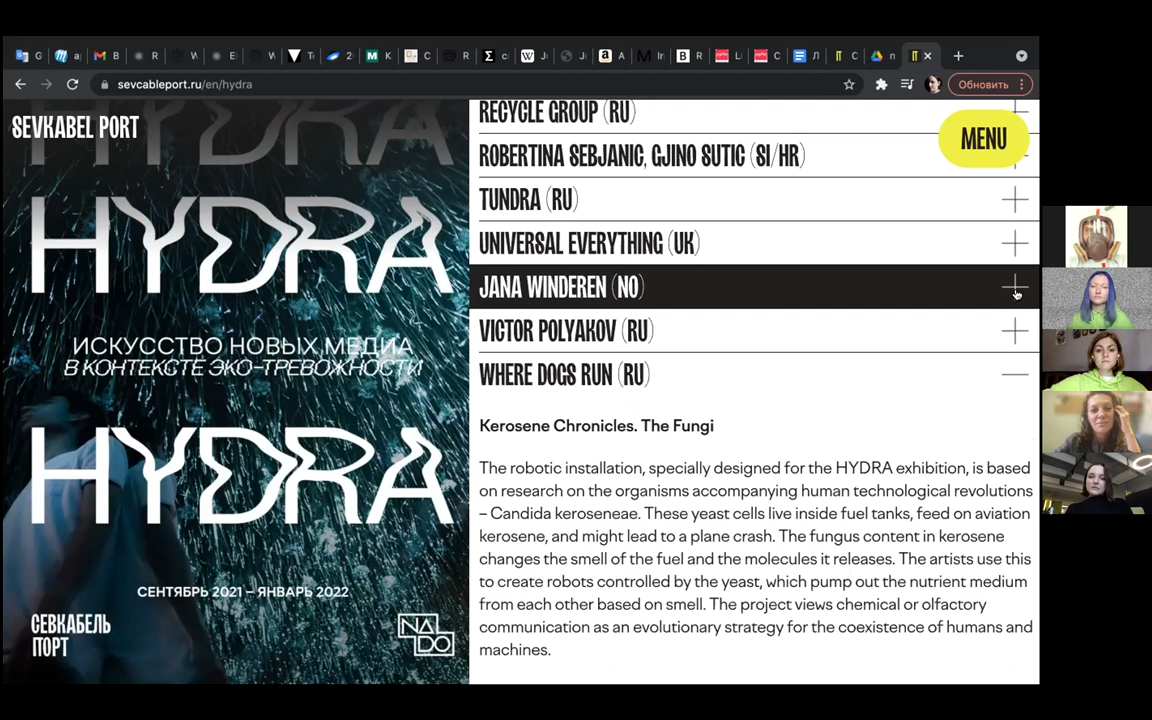 G
a
M B
R
W
E
W
V Ti
2
M K
C
R
Σ c
W Ju
J
a A
M In
B R
Li
C
Л
C
п
sevcableport.ru/en/hydra
Обновить
SEVKABEL PORT
HYDRA
HYDRA
ИСКУССТВО НОВЫХ МЕДИА
В КОНТЕКСТЕ ЭКО-ТРЕВОЖНОСТИ
HYDRA
СЕНТЯБРЬ 2021 – ЯНВАРЬ 2022
СЕВКАБЕЛЬ
ПОРТ
NADO
MENU
RECYCLE GROUP (RU)
ROBERTINA SEBJANIC, GJINO SUTIC (SI/HR)
TUNDRA (RU)
UNIVERSAL EVERYTHING (UK)
JANA WINDEREN (NO)
VICTOR POLYAKOV (RU)
WHERE DOGS RUN (RU)
Kerosene Chronicles. The Fungi
The robotic installation, specially designed for the HYDRA exhibition, is based
on research on the organisms accompanying human technological revolutions
– Candida keroseneae. These yeast cells live inside fuel tanks, feed on aviation
kerosene, and might lead to a plane crash. The fungus content in kerosene
changes the smell of the fuel and the molecules it releases. The artists use this
to create robots controlled by the yeast, which pump out the nutrient medium
from each other based on smell. The project views chemical or olfactory
communication as an evolutionary strategy for the coexistence of humans and
machines.